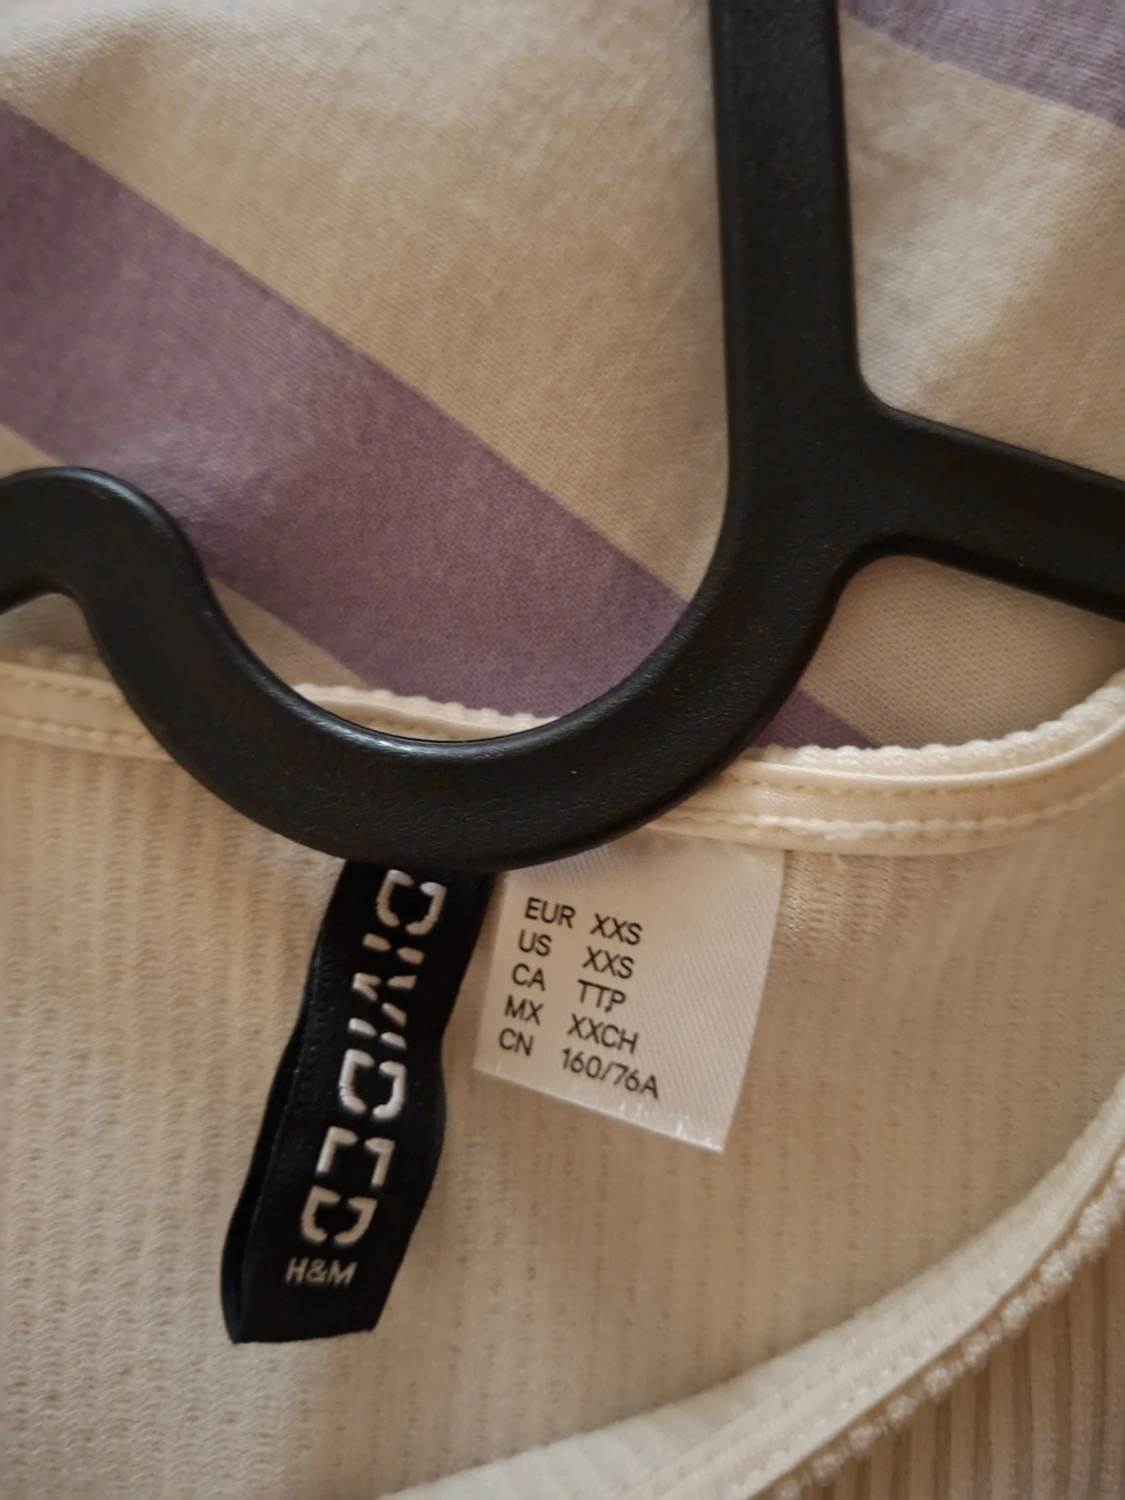 DIVIDED
H&M
EUR XXS
US XXS
CA TTP
MX XXCH
CN 160/76A